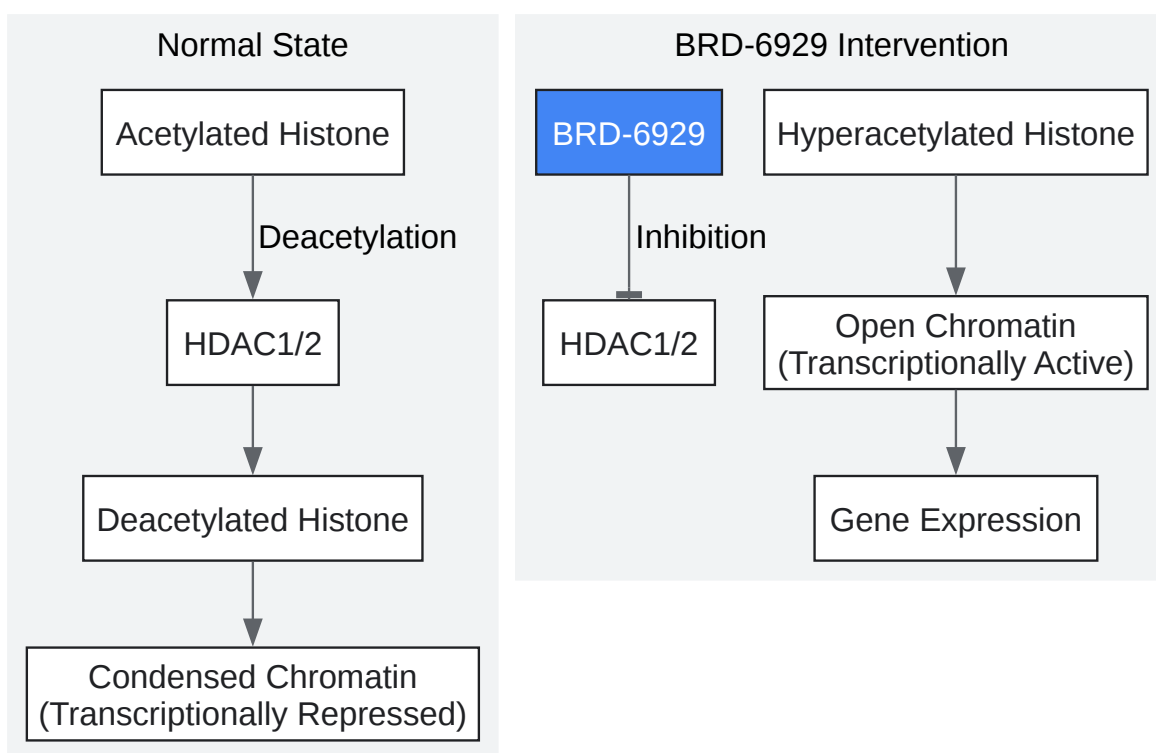 Normal State
Acetylated Histone
Deacetylation
HDAC1/2
Deacetylated Histone
Condensed Chromatin
(Transcriptionally Repressed)
BRD-6929 Intervention
BRD-6929
Inhibition
HDAC1/2
Hyperacetylated Histone
Open Chromatin
(Transcriptionally Active)
Gene Expression